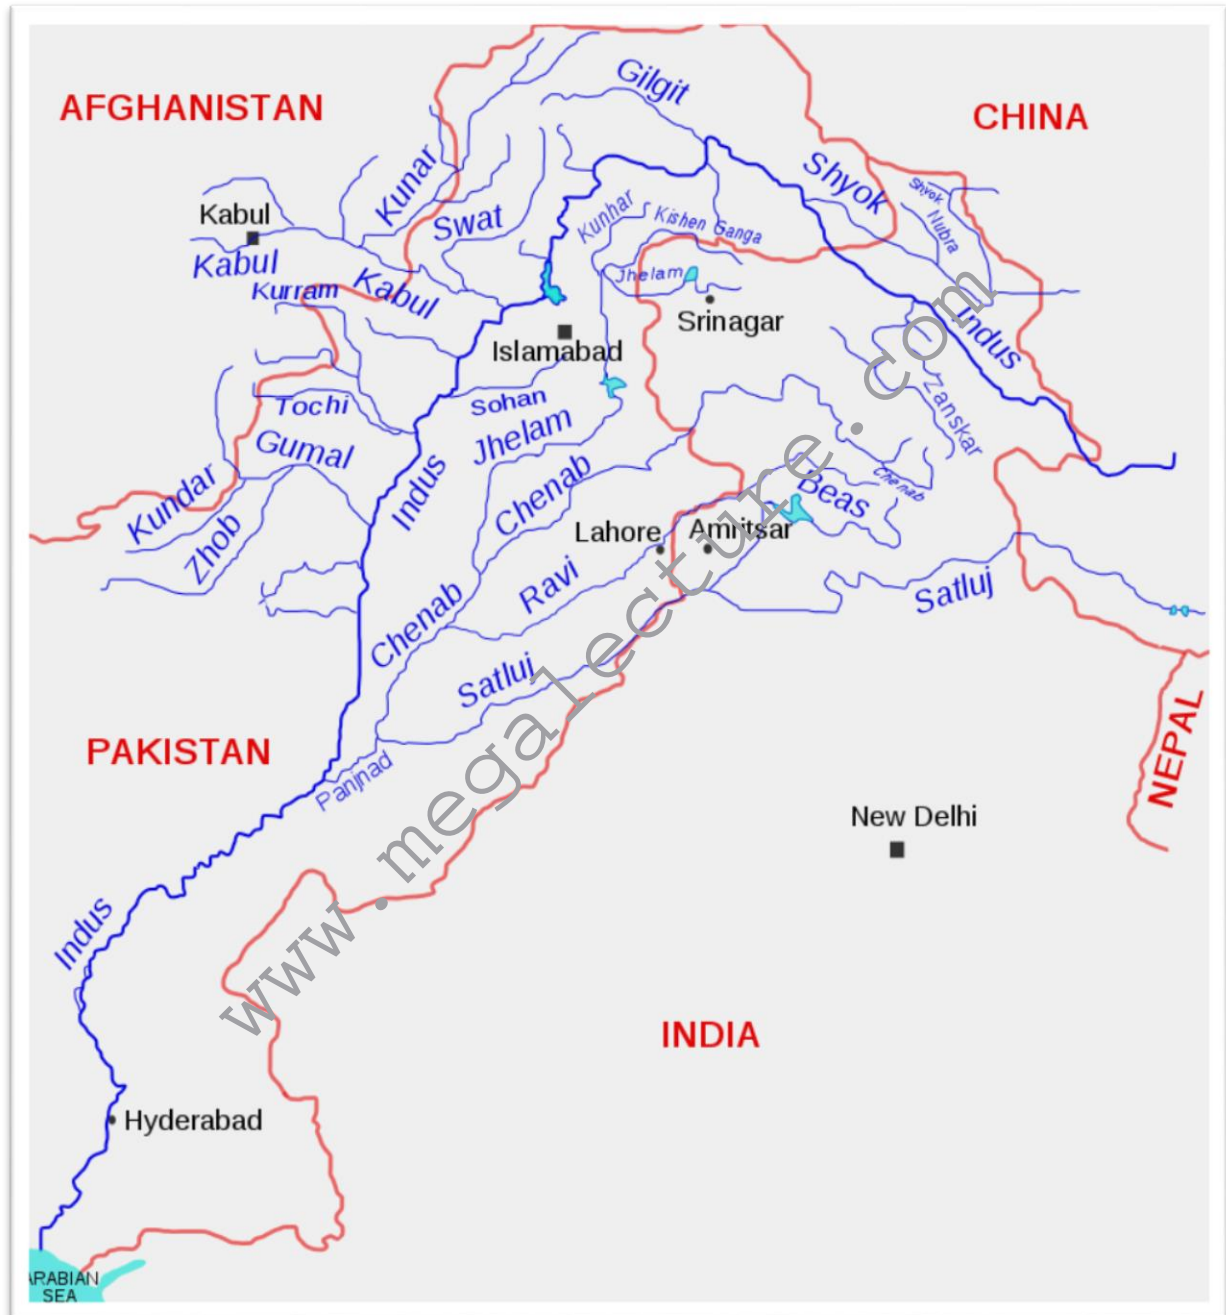 Gilgit
AFGHANISTAN
CHINA
Shyok
Kunar
Shyok
Kunhar
Kabul
Swat
Kishen Ganga
Nubra
Kabul
Kurram
Kabul
Jhelam
Srinagar
Indus
Islamabad
Zanskar
Tochi
Sohan
Jhelam
Gumal
Indus
Chenab
Chenab
Beas
Kundar
Zhob
Lahore
Amritsar
Ravi
Satluj
Chenab
Satluj
PAKISTAN
NEPAL
Panjnad
New Delhi
Indus
www.megalecture.com
INDIA
Hyderabad
ARABIAN
SEA